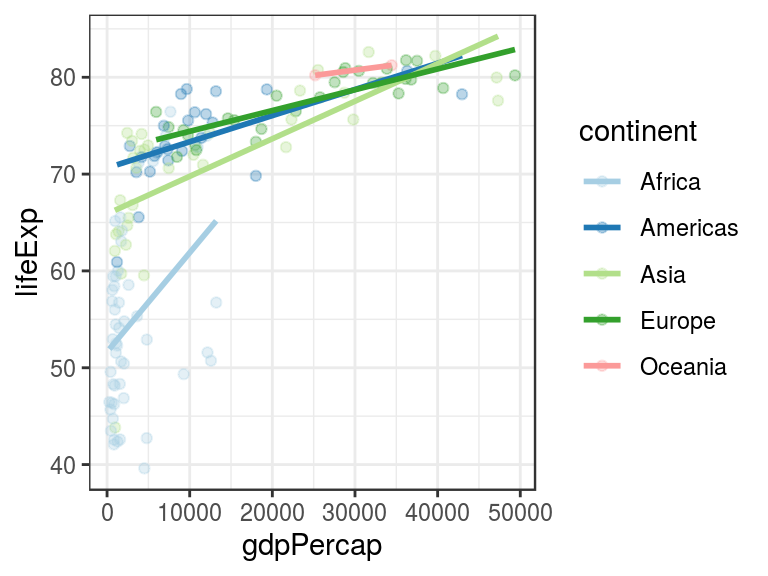 80
70
60
50
40
lifeExp
0 10000 20000 30000 40000 50000
gdpPercap
continent
Africa
Americas
Asia
Europe
Oceania